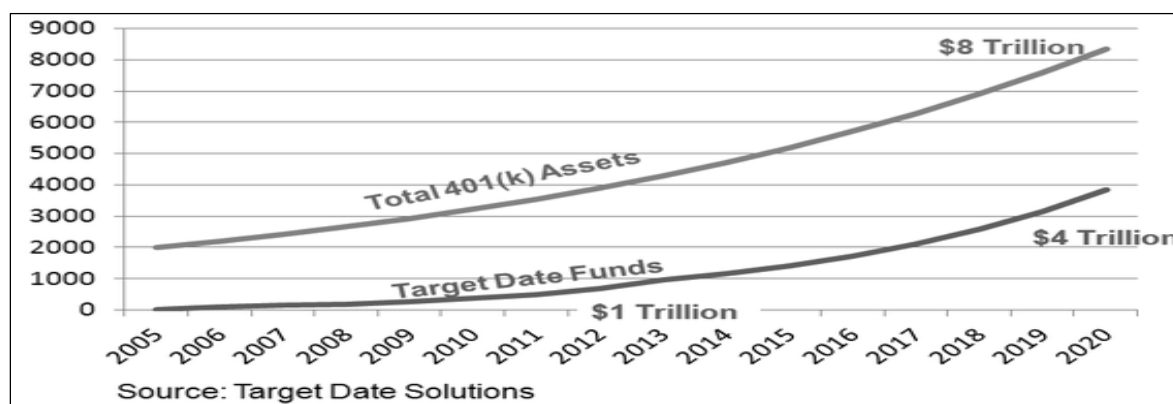 9000
8000
7000
6000
5000
4000
3000
2000
1000
0
$8 Trillion
Total 401(k) Assets
$4 Trillion
Target Date Funds
$1 Trillion
2005 2006 2007 2008 2009 2010 2011 2012 2013 2014 2015 2016 2017 2018 2019 2020
Source: Target Date Solutions